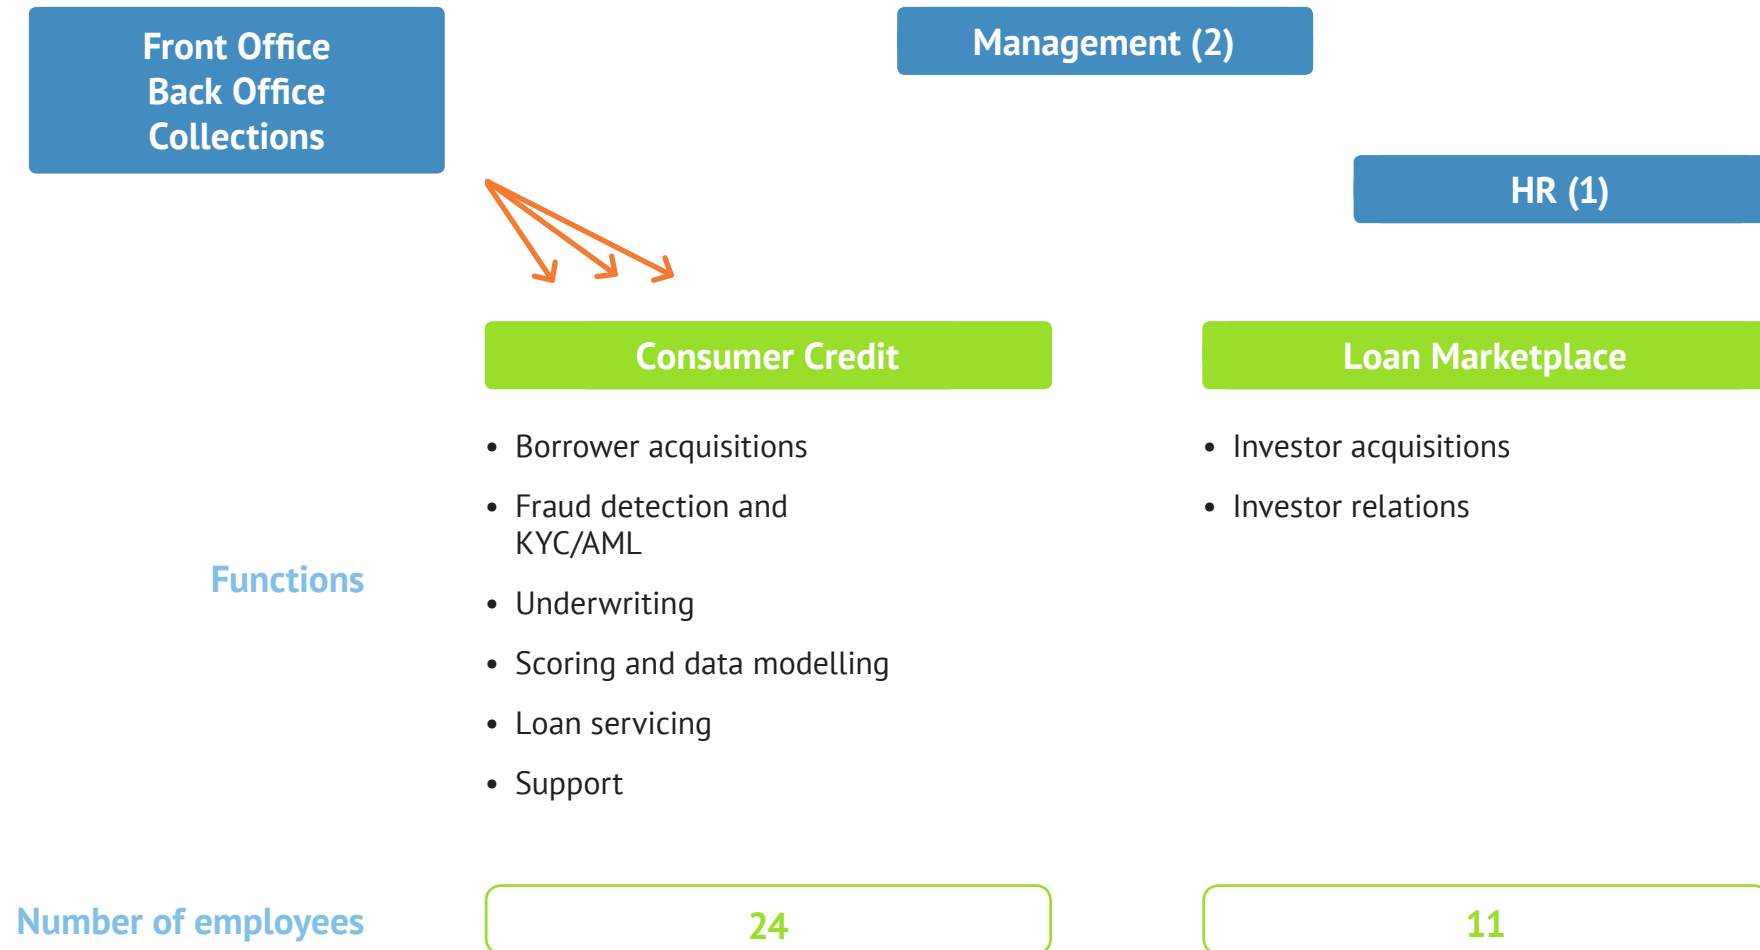 Front Office
Back Office
Collections
Management (2)
HR (1)
Consumer Credit
Loan Marketplace
Functions
• Borrower acquisitions
• Fraud detection and
KYC/AML
• Underwriting
• Scoring and data modelling
• Loan servicing
• Support
• Investor acquisitions
• Investor relations
Number of employees
24
11